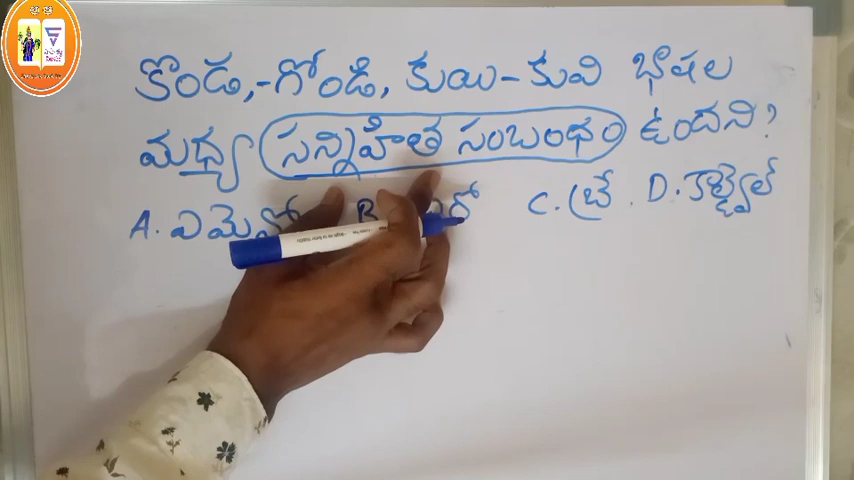 కొండ,-గోండి, కుయి-కువి భాషల
మధ్య సన్నిహిత సంబంధం ఉందని?
A. ఎమెనో B. C. బ్రే. D. కాల్డ్వెల్